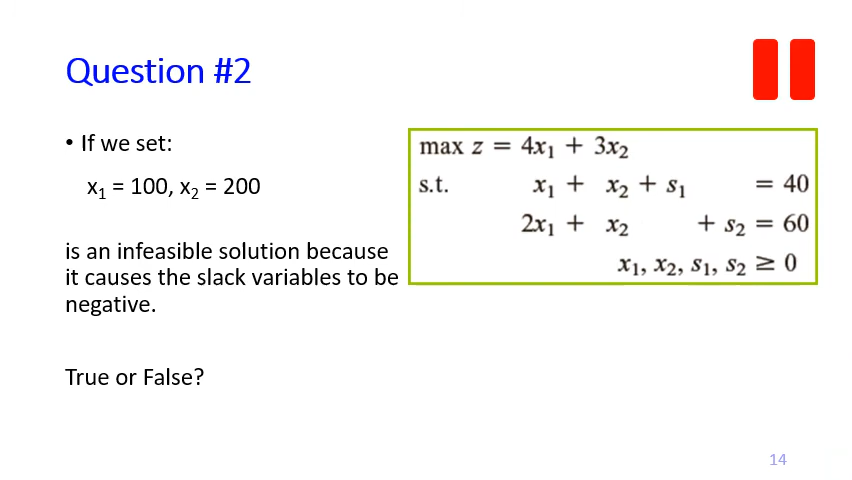 Question #2
• If we set:
x₁ = 100, x₂ = 200
is an infeasible solution because
it causes the slack variables to be
negative.
True or False?
max z = 4x₁ + 3x₂
s.t. x₁ + x₂ + s₁ = 40
2x₁ + x₂ + s₂ = 60
x₁, x₂, s₁, s₂ ≥ 0
14